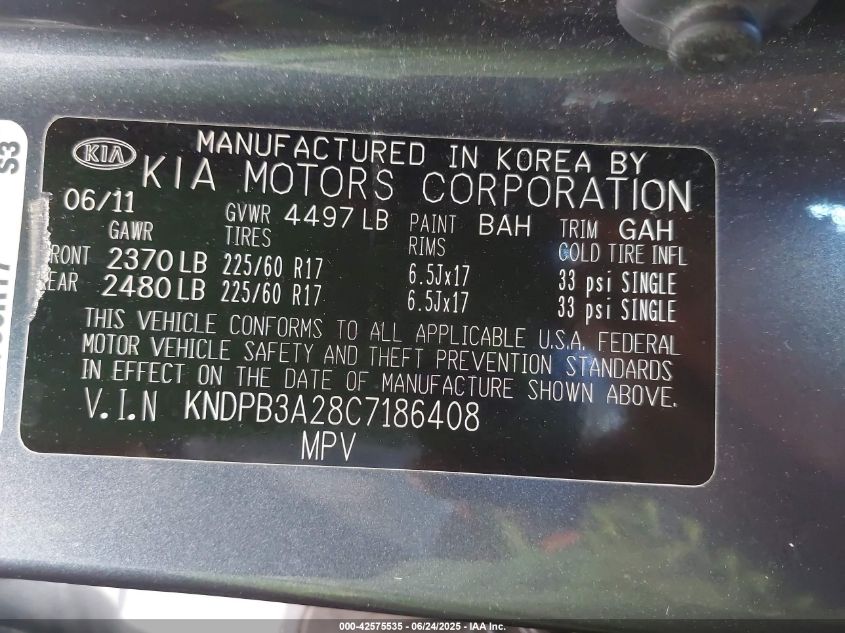 KIA
MANUFACTURED IN KOREA BY
KIA MOTORS CORPORATION
06/11 GVWR 4497 LB PAINT BAH TRIM GAH
GAWR TIRES RIMS COLD TIRE INFL
RONT 2370 LB 225/60 R17 6.5Jx17 33 psi SINGLE
EAR 2480 LB 225/60 R17 6.5Jx17 33 psi SINGLE
THIS VEHICLE CONFORMS TO ALL APPLICABLE U.S.A. FEDERAL
MOTOR VEHICLE SAFETY AND THEFT PREVENTION STANDARDS
IN EFFECT ON THE DATE OF MANUFACTURE SHOWN ABOVE.
V.I.N KNDPB3A28C7186408
MPV
S3
000-42575535 - 06/24/2025 - IAA Inc.